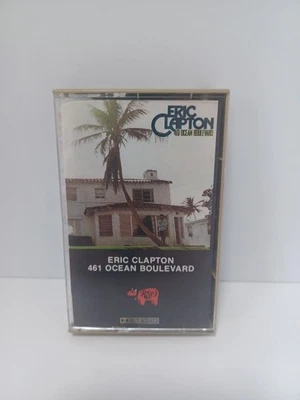 ERIC
CLAPTON
461 OCEAN BOULEVARD
ERIC CLAPTON
461 OCEAN BOULEVARD